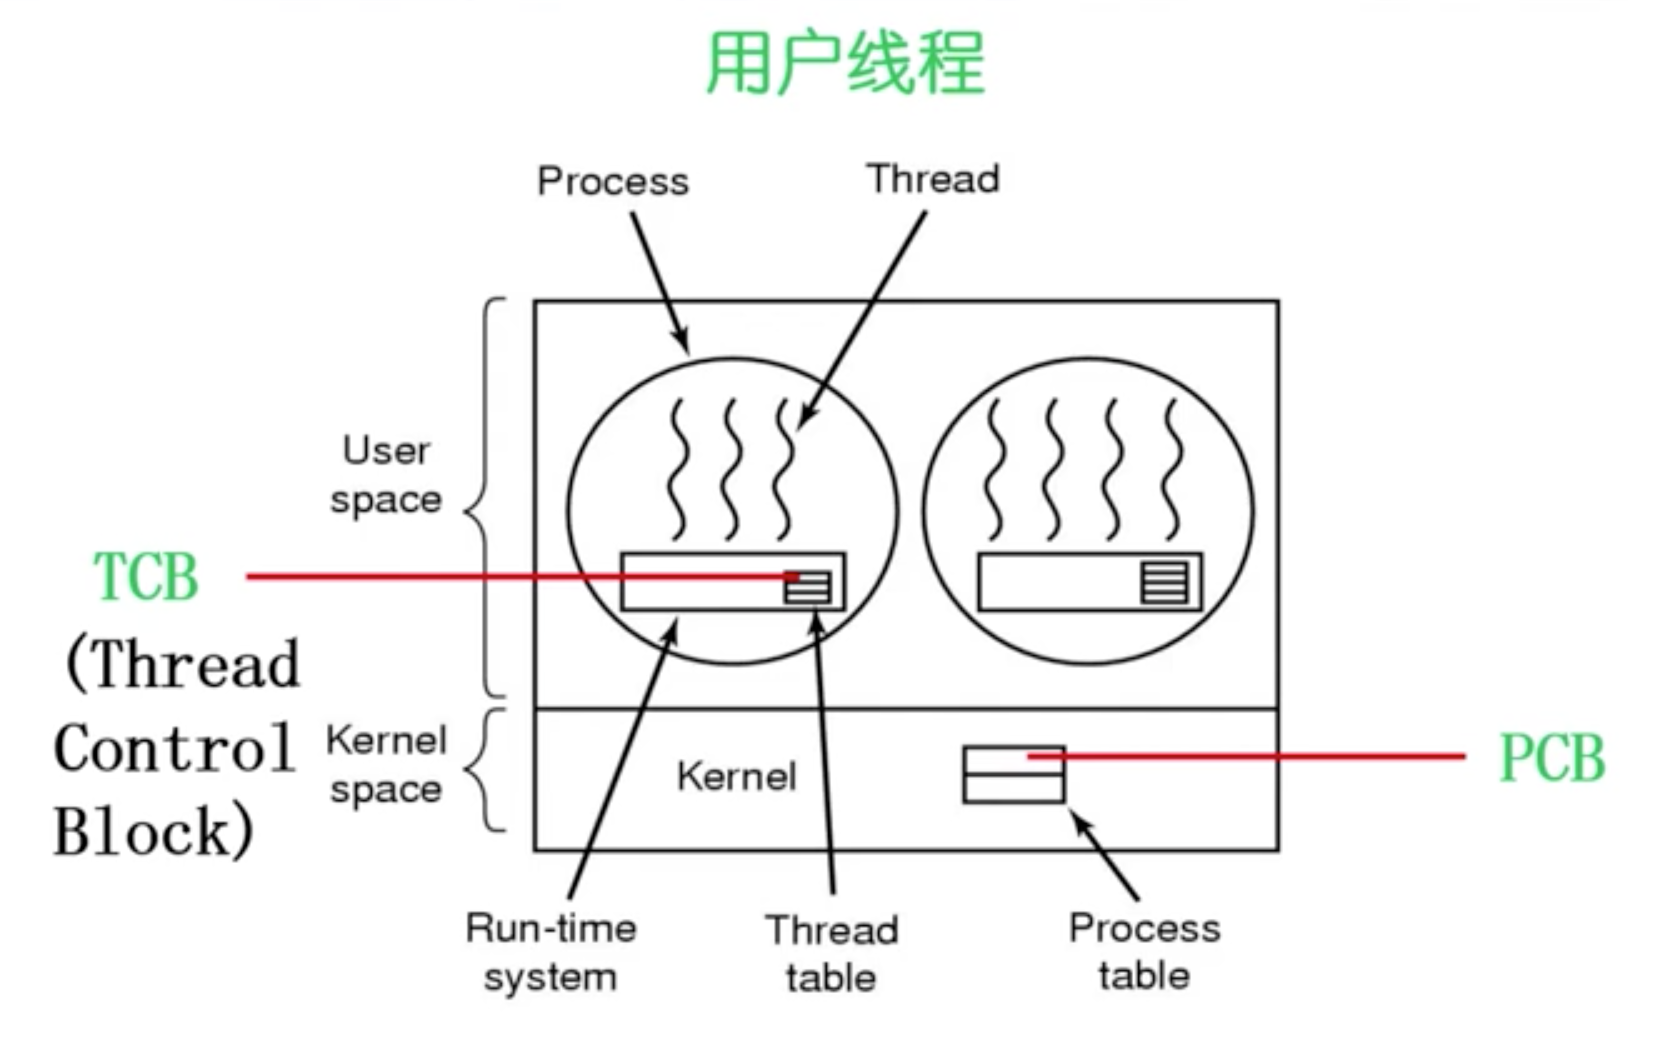 用户线程
Process
Thread
User
space
TCB
(Thread
Control
Block)
Kernel
space
Kernel
PCB
Run-time
system
Thread
table
Process
table